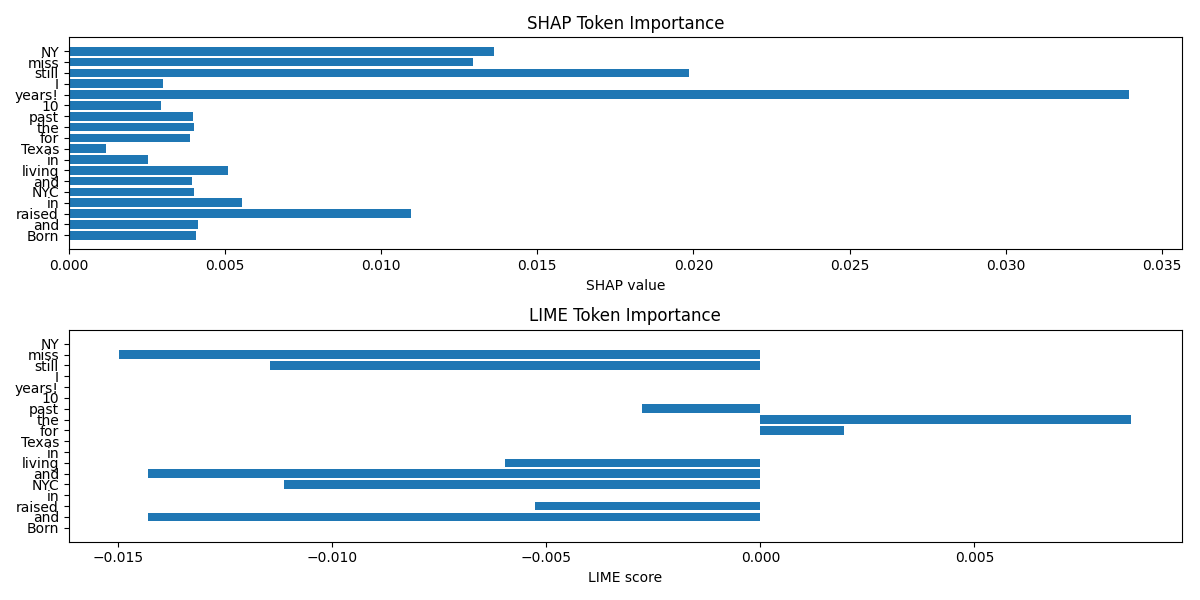 SHAP Token Importance
NY
miss
still
I
years!
10
past
the
for
Texas
in
living
and
NYC
in
raised
and
Born
0.000 0.005 0.010 0.015 0.020 0.025 0.030 0.035
SHAP value
LIME Token Importance
NY
miss
still
I
years!
10
past
the
for
Texas
in
living
and
NYC
in
raised
and
Born
−0.015 −0.010 −0.005 0.000 0.005
LIME score